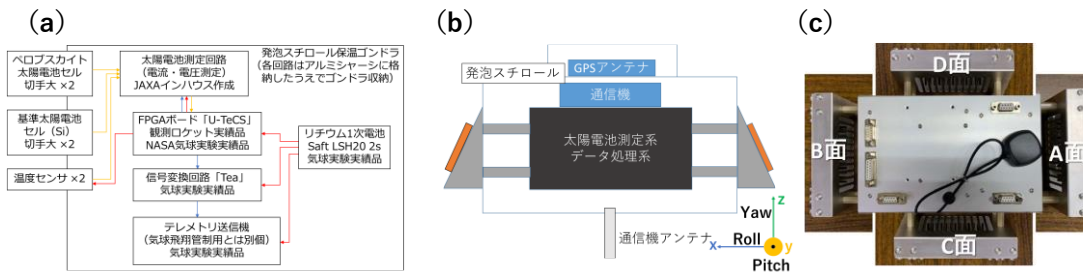 (a)
ペロブスカイト
太陽電池セル
切手大 ×2
基準太陽電池
セル（Si）
切手大 ×2
温度センサ ×2
太陽電池測定回路
（電流・電圧測定）
JAXAインハウス作成
発泡スチロール保温ゴンドラ
（各回路はアルミシャーシに格
納したうえでゴンドラ収納）
FPGAボード「U-TeCS」
観測ロケット実績品
NASA気球実験実績品
リチウム1次電池
Saft LSH20 2s
気球実験実績品
信号変換回路「Tea」
気球実験実績品
テレメトリ送信機
（気球飛翔管制用とは別個）
気球実験実績品
(b)
発泡スチロール
GPSアンテナ
通信機
太陽電池測定系
データ処理系
通信機アンテナ
z
Yaw
x
Roll
y
Pitch
(c)
D面
B面
A面
C面